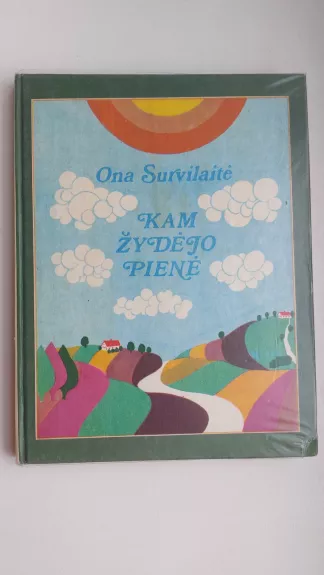 Ona Survilaitė
KAM
ŽYDĖJO
PIENĖ